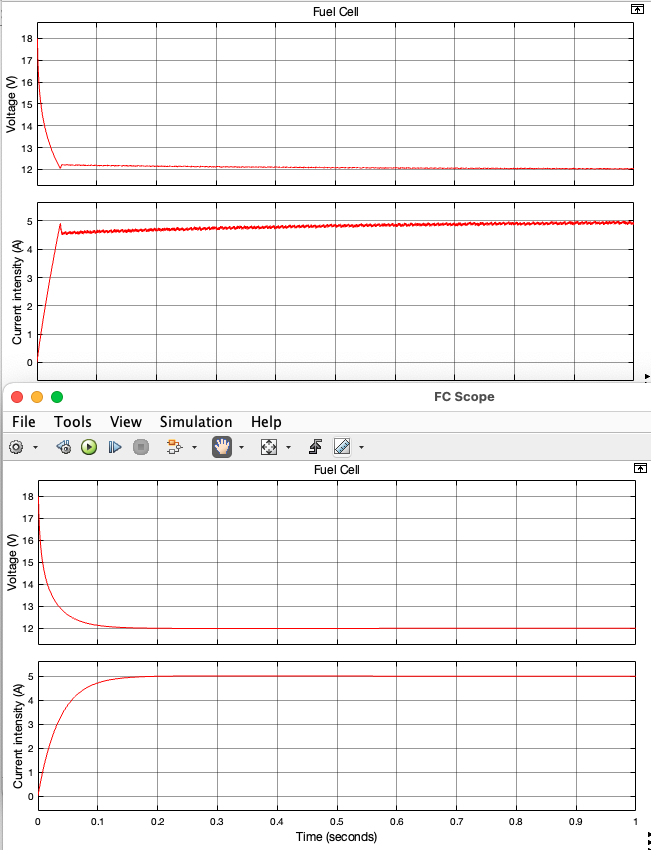 Fuel Cell
Voltage (V)
18
17
16
15
14
13
12
Current intensity (A)
5
4
3
2
1
0
FC Scope
File Tools View Simulation Help
Fuel Cell
Voltage (V)
18
17
16
15
14
13
12
Current intensity (A)
5
4
3
2
1
0
0 0.1 0.2 0.3 0.4 0.5 0.6 0.7 0.8 0.9 1
Time (seconds)